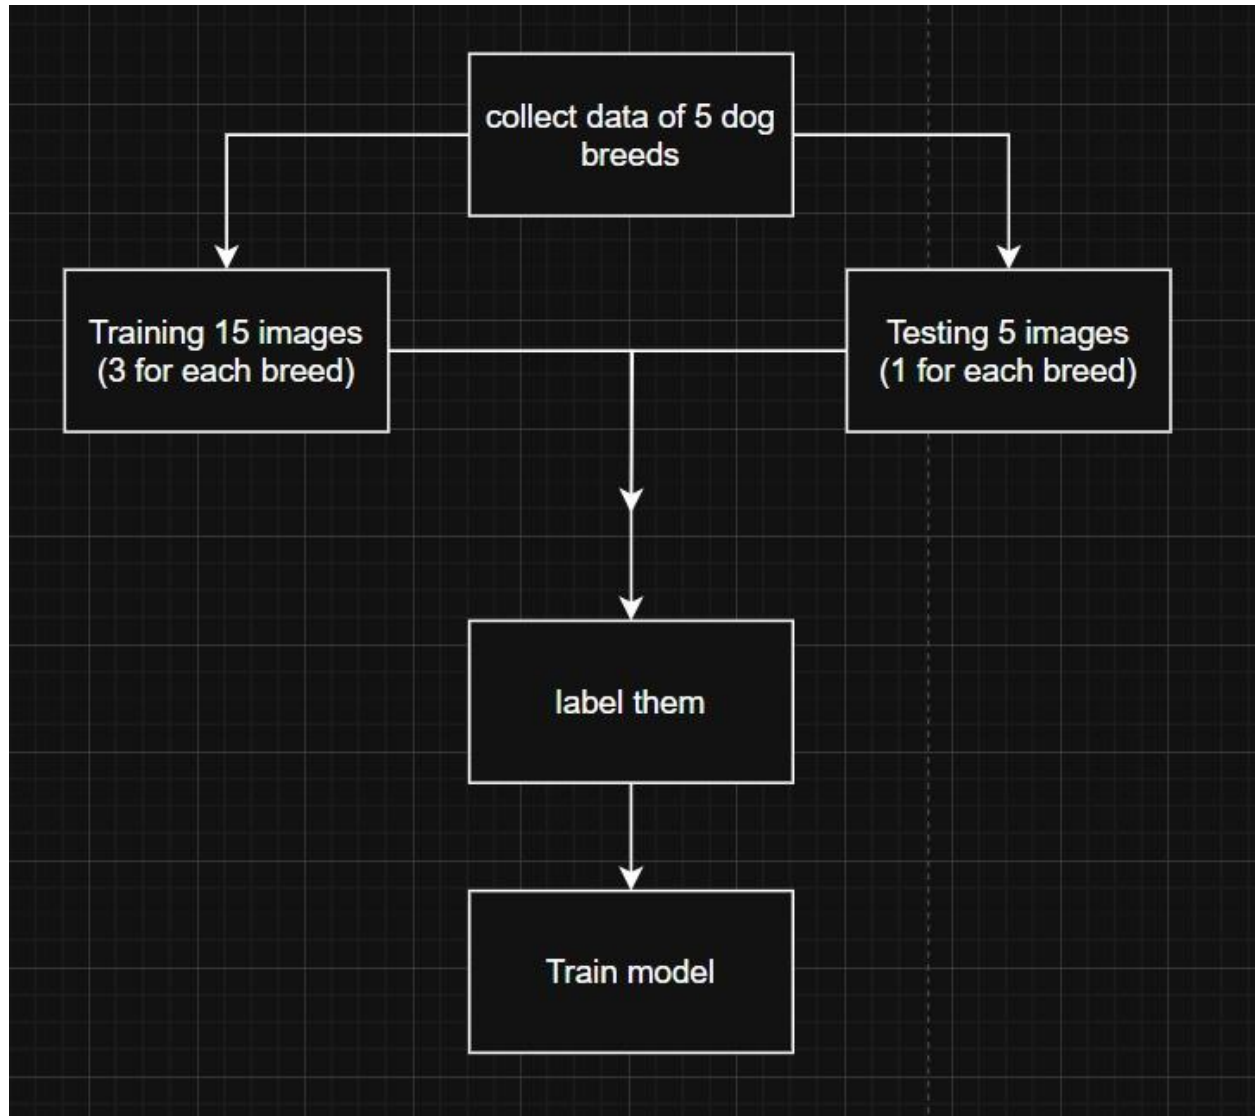 collect data of 5 dog
breeds
Training 15 images
(3 for each breed)
Testing 5 images
(1 for each breed)
label them
Train model